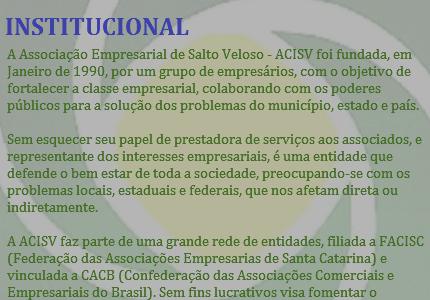 INSTITUCIONAL
A Associação Empresarial de Salto Veloso - ACISV foi fundada, em
Janeiro de 1990, por um grupo de empresários, com o objetivo de
fortalecer a classe empresarial, colaborando com os poderes
públicos para a solução dos problemas do município, estado e país.
Sem esquecer seu papel de prestadora de serviços aos associados, e
representante dos interesses empresariais, é uma entidade que
defende o bem estar de toda a sociedade, preocupando-se com os
problemas locais, estaduais e federais, que nos afetam direta ou
indiretamente.
A ACISV faz parte de uma grande rede de entidades, filiada a FACISC
(Federação das Associações Empresarias de Santa Catarina) e
vinculada a CACB (Confederação das Associações Comerciais e
Empresariais do Brasil). Sem fins lucrativos visa fomentar o